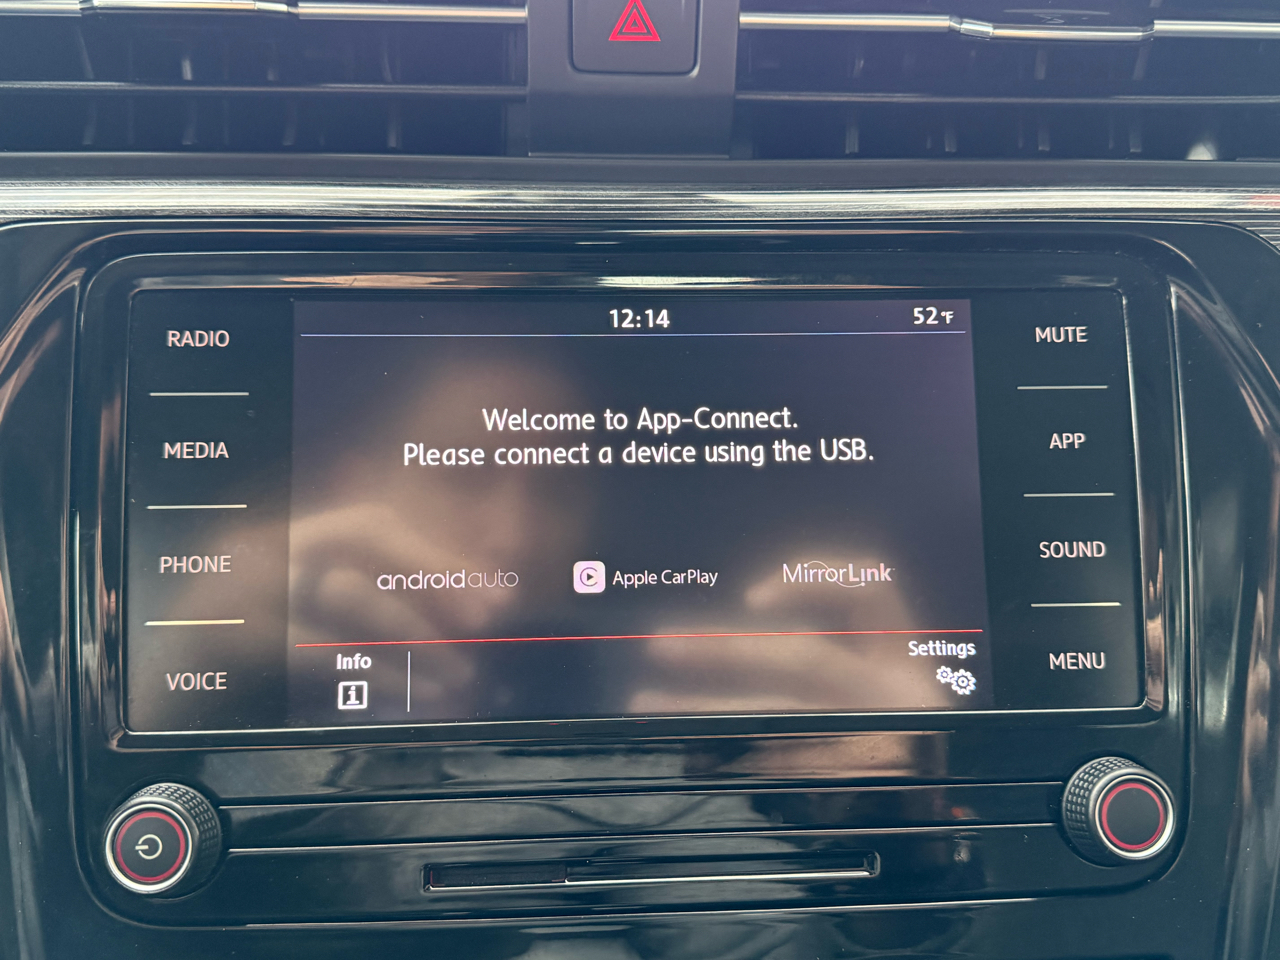 12:14
52°F
RADIO
MEDIA
PHONE
VOICE
Welcome to App-Connect.
Please connect a device using the USB.
androidauto
Apple CarPlay
MirrorLink
Info
i
Settings
MUTE
APP
SOUND
MENU